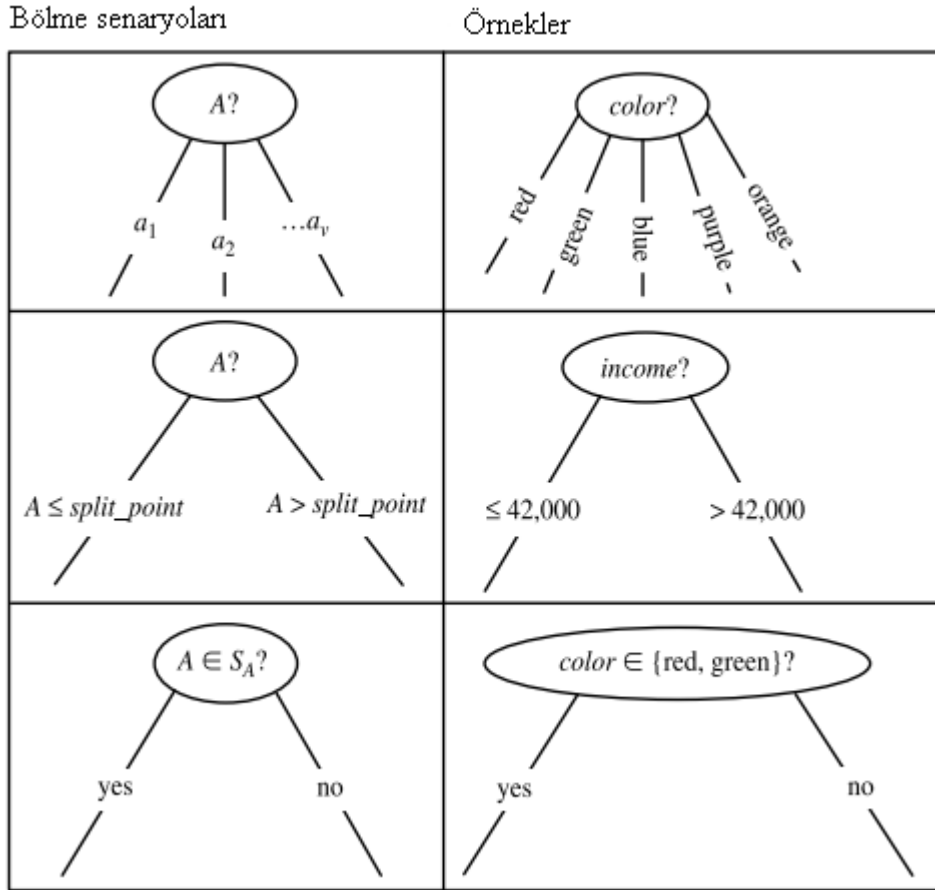 Bölme senaryoları
Örnekler
A?
a1
a2
...av
color?
red
green
blue
purple
orange
A?
A ≤ split_point
A > split_point
income?
≤ 42,000
> 42,000
A ∈ SA?
yes
no
color ∈ {red, green}?
yes
no